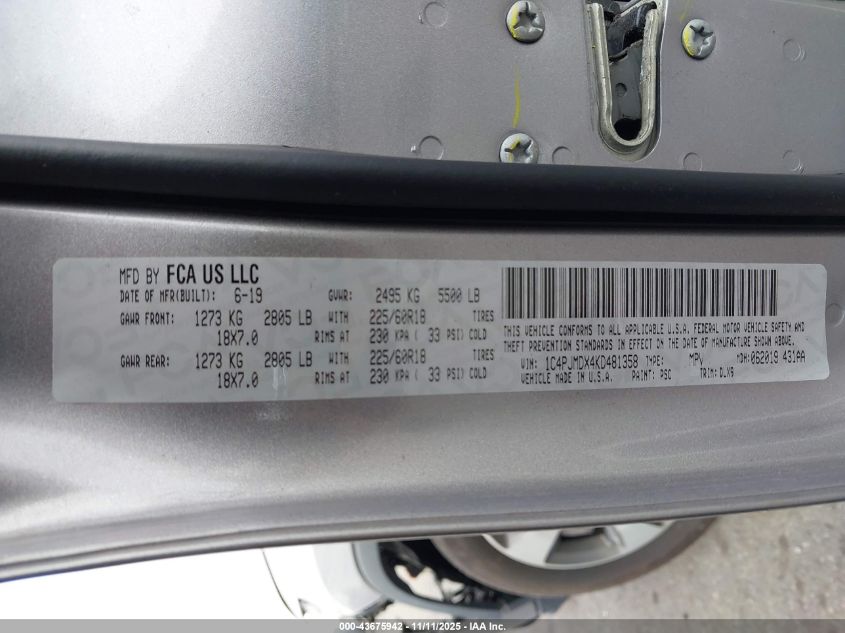 MFD BY FCA US LLC
DATE OF MFR(BUILT): 6-19 GVWR: 2495 KG 5500 LB
GAWR FRONT: 1273 KG 2805 LB WITH 225/60R18 TIRES
18X7.0 RIMS AT 230 KPA ( 33 PSI) COLD
GAWR REAR: 1273 KG 2805 LB WITH 225/60R18 TIRES
18X7.0 RIMS AT 230 KPA ( 33 PSI) COLD
THIS VEHICLE CONFORMS TO ALL APPLICABLE U.S.A. FEDERAL MOTOR VEHICLE SAFETY AND
THEFT PREVENTION STANDARDS IN EFFECT ON THE DATE OF MANUFACTURE SHOWN ABOVE.
VIN: 1C4PJMDX4KD481358 TYPE: MPV MDH: 062019 431AA
VEHICLE MADE IN U.S.A. PAINT: PSC TRIM: DLX9
000-43675942 - 11/11/2025 - IAA Inc.